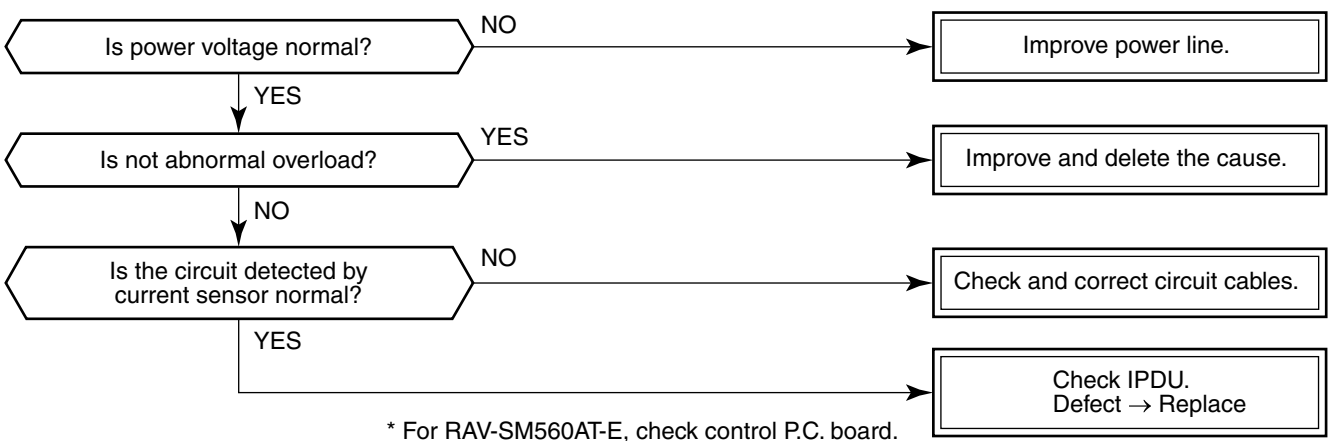 Is power voltage normal?
NO
Improve power line.
YES
Is not abnormal overload?
YES
Improve and delete the cause.
NO
Is the circuit detected by
current sensor normal?
NO
Check and correct circuit cables.
YES
Check IPDU.
Defect → Replace
* For RAV-SM560AT-E, check control P.C. board.